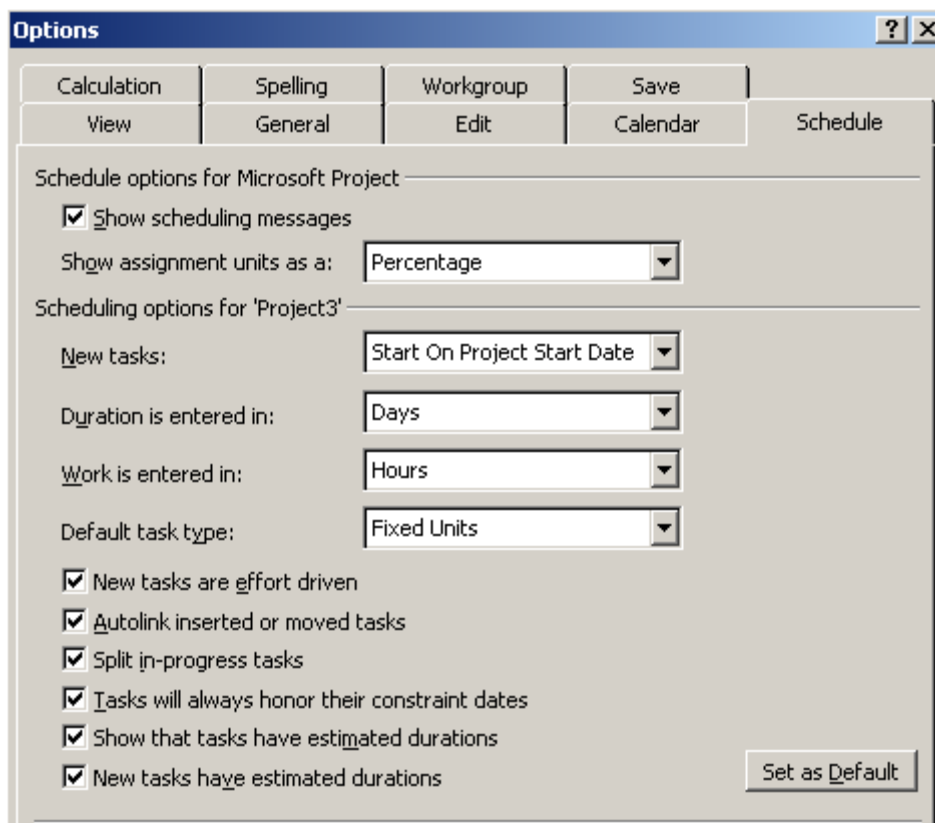 Options
Calculation Spelling Workgroup Save
View General Edit Calendar Schedule
Schedule options for Microsoft Project
Show scheduling messages
Show assignment units as a: Percentage
Scheduling options for 'Project3'
New tasks: Start On Project Start Date
Duration is entered in: Days
Work is entered in: Hours
Default task type: Fixed Units
New tasks are effort driven
Autolink inserted or moved tasks
Split in-progress tasks
Tasks will always honor their constraint dates
Show that tasks have estimated durations
New tasks have estimated durations
Set as Default